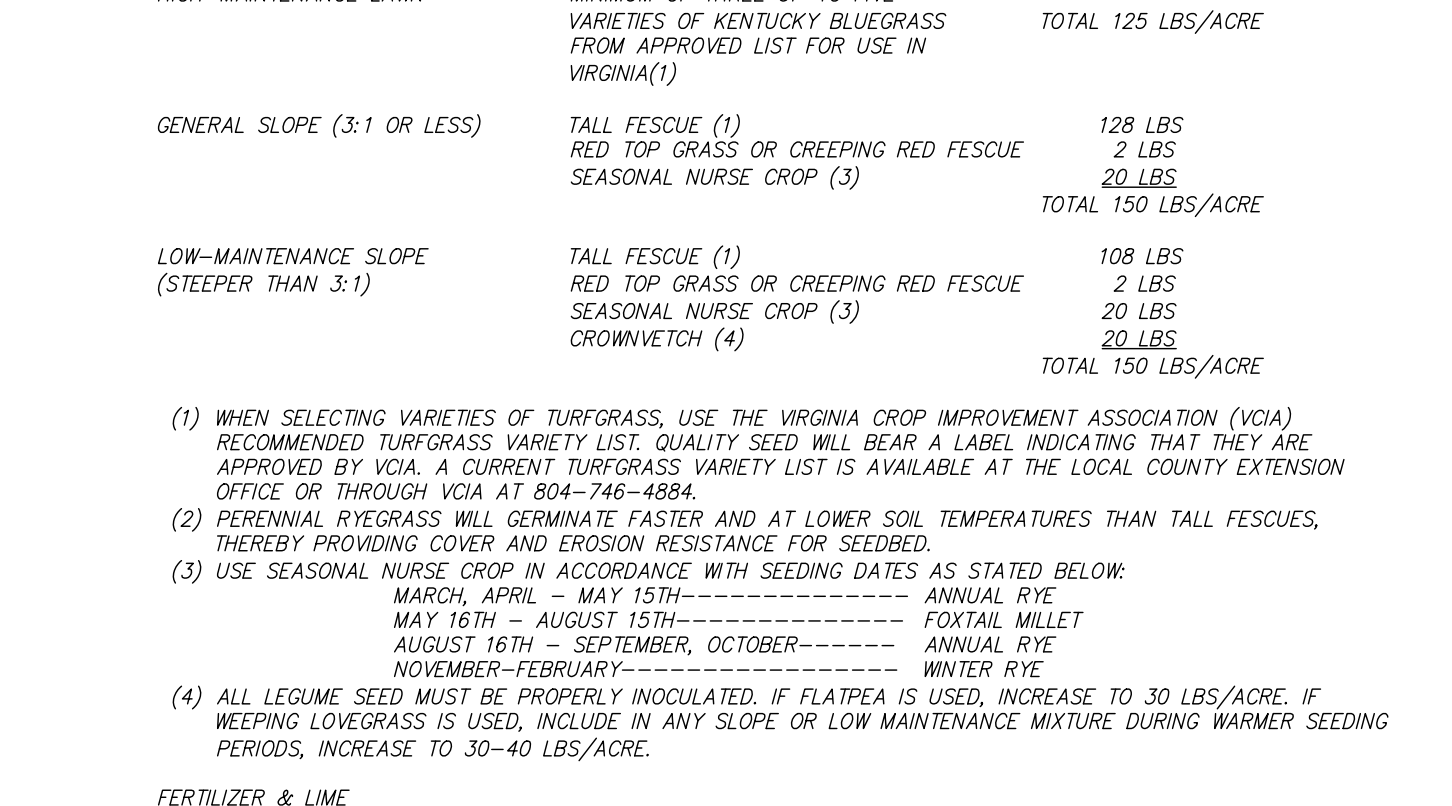 VARIETIES OF KENTUCKY BLUEGRASS TOTAL 125 LBS/ACRE
FROM APPROVED LIST FOR USE IN
VIRGINIA(1)
GENERAL SLOPE (3:1 OR LESS) TALL FESCUE (1) 128 LBS
RED TOP GRASS OR CREEPING RED FESCUE 2 LBS
SEASONAL NURSE CROP (3) 20 LBS
TOTAL 150 LBS/ACRE
LOW-MAINTENANCE SLOPE TALL FESCUE (1) 108 LBS
(STEEPER THAN 3:1) RED TOP GRASS OR CREEPING RED FESCUE 2 LBS
SEASONAL NURSE CROP (3) 20 LBS
CROWNVETCH (4) 20 LBS
TOTAL 150 LBS/ACRE
(1) WHEN SELECTING VARIETIES OF TURFGRASS, USE THE VIRGINIA CROP IMPROVEMENT ASSOCIATION (VCIA)
RECOMMENDED TURFGRASS VARIETY LIST. QUALITY SEED WILL BEAR A LABEL INDICATING THAT THEY ARE
APPROVED BY VCIA. A CURRENT TURFGRASS VARIETY LIST IS AVAILABLE AT THE LOCAL COUNTY EXTENSION
OFFICE OR THROUGH VCIA AT 804-746-4884.
(2) PERENNIAL RYEGRASS WILL GERMINATE FASTER AND AT LOWER SOIL TEMPERATURES THAN TALL FESCUES,
THEREBY PROVIDING COVER AND EROSION RESISTANCE FOR SEEDBED.
(3) USE SEASONAL NURSE CROP IN ACCORDANCE WITH SEEDING DATES AS STATED BELOW:
MARCH, APRIL - MAY 15TH-------------- ANNUAL RYE
MAY 16TH - AUGUST 15TH-------------- FOXTAIL MILLET
AUGUST 16TH - SEPTEMBER, OCTOBER------ ANNUAL RYE
NOVEMBER-FEBRUARY----------------- WINTER RYE
(4) ALL LEGUME SEED MUST BE PROPERLY INOCULATED. IF FLATPEA IS USED, INCREASE TO 30 LBS/ACRE. IF
WEEPING LOVEGRASS IS USED, INCLUDE IN ANY SLOPE OR LOW MAINTENANCE MIXTURE DURING WARMER SEEDING
PERIODS, INCREASE TO 30-40 LBS/ACRE.
FERTILIZER & LIME